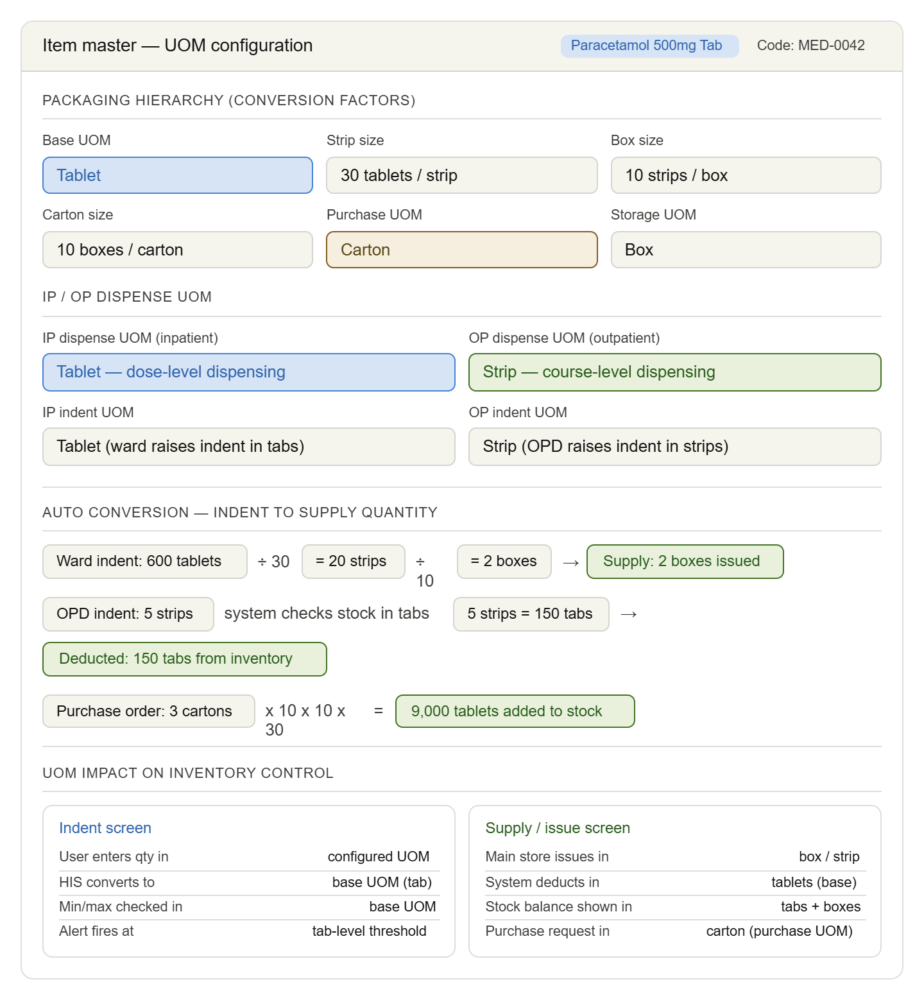 Item master — UOM configuration
Paracetamol 500mg Tab
Code: MED-0042
PACKAGING HIERARCHY (CONVERSION FACTORS)
Base UOM
Strip size
Box size
Tablet
30 tablets / strip
10 strips / box
Carton size
Purchase UOM
Storage UOM
10 boxes / carton
Carton
Box
IP / OP DISPENSE UOM
IP dispense UOM (inpatient)
OP dispense UOM (outpatient)
Tablet — dose-level dispensing
Strip — course-level dispensing
IP indent UOM
OP indent UOM
Tablet (ward raises indent in tabs)
Strip (OPD raises indent in strips)
AUTO CONVERSION — INDENT TO SUPPLY QUANTITY
Ward indent: 600 tablets
÷ 30
= 20 strips
÷
10
= 2 boxes
→
Supply: 2 boxes issued
OPD indent: 5 strips
system checks stock in tabs
5 strips = 150 tabs
→
Deducted: 150 tabs from inventory
Purchase order: 3 cartons
x 10 x 10 x
30
=
9,000 tablets added to stock
UOM IMPACT ON INVENTORY CONTROL
Indent screen
User enters qty in configured UOM
HIS converts to base UOM (tab)
Min/max checked in base UOM
Alert fires at tab-level threshold
Supply / issue screen
Main store issues in box / strip
System deducts in tablets (base)
Stock balance shown in tabs + boxes
Purchase request in carton (purchase UOM)